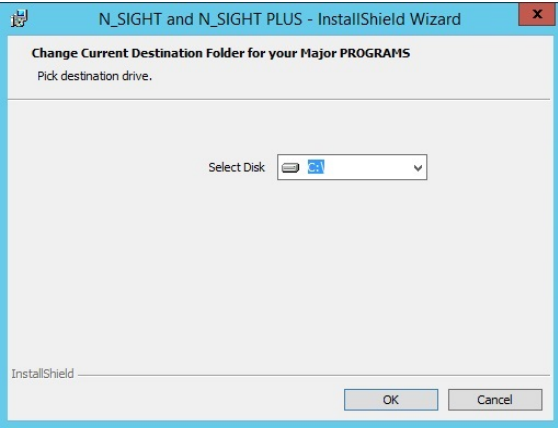 N_SIGHT and N_SIGHT PLUS - InstallShield Wizard
x
Change Current Destination Folder for your Major PROGRAMS
Pick destination drive.
Select Disk C:\
InstallShield
OK Cancel